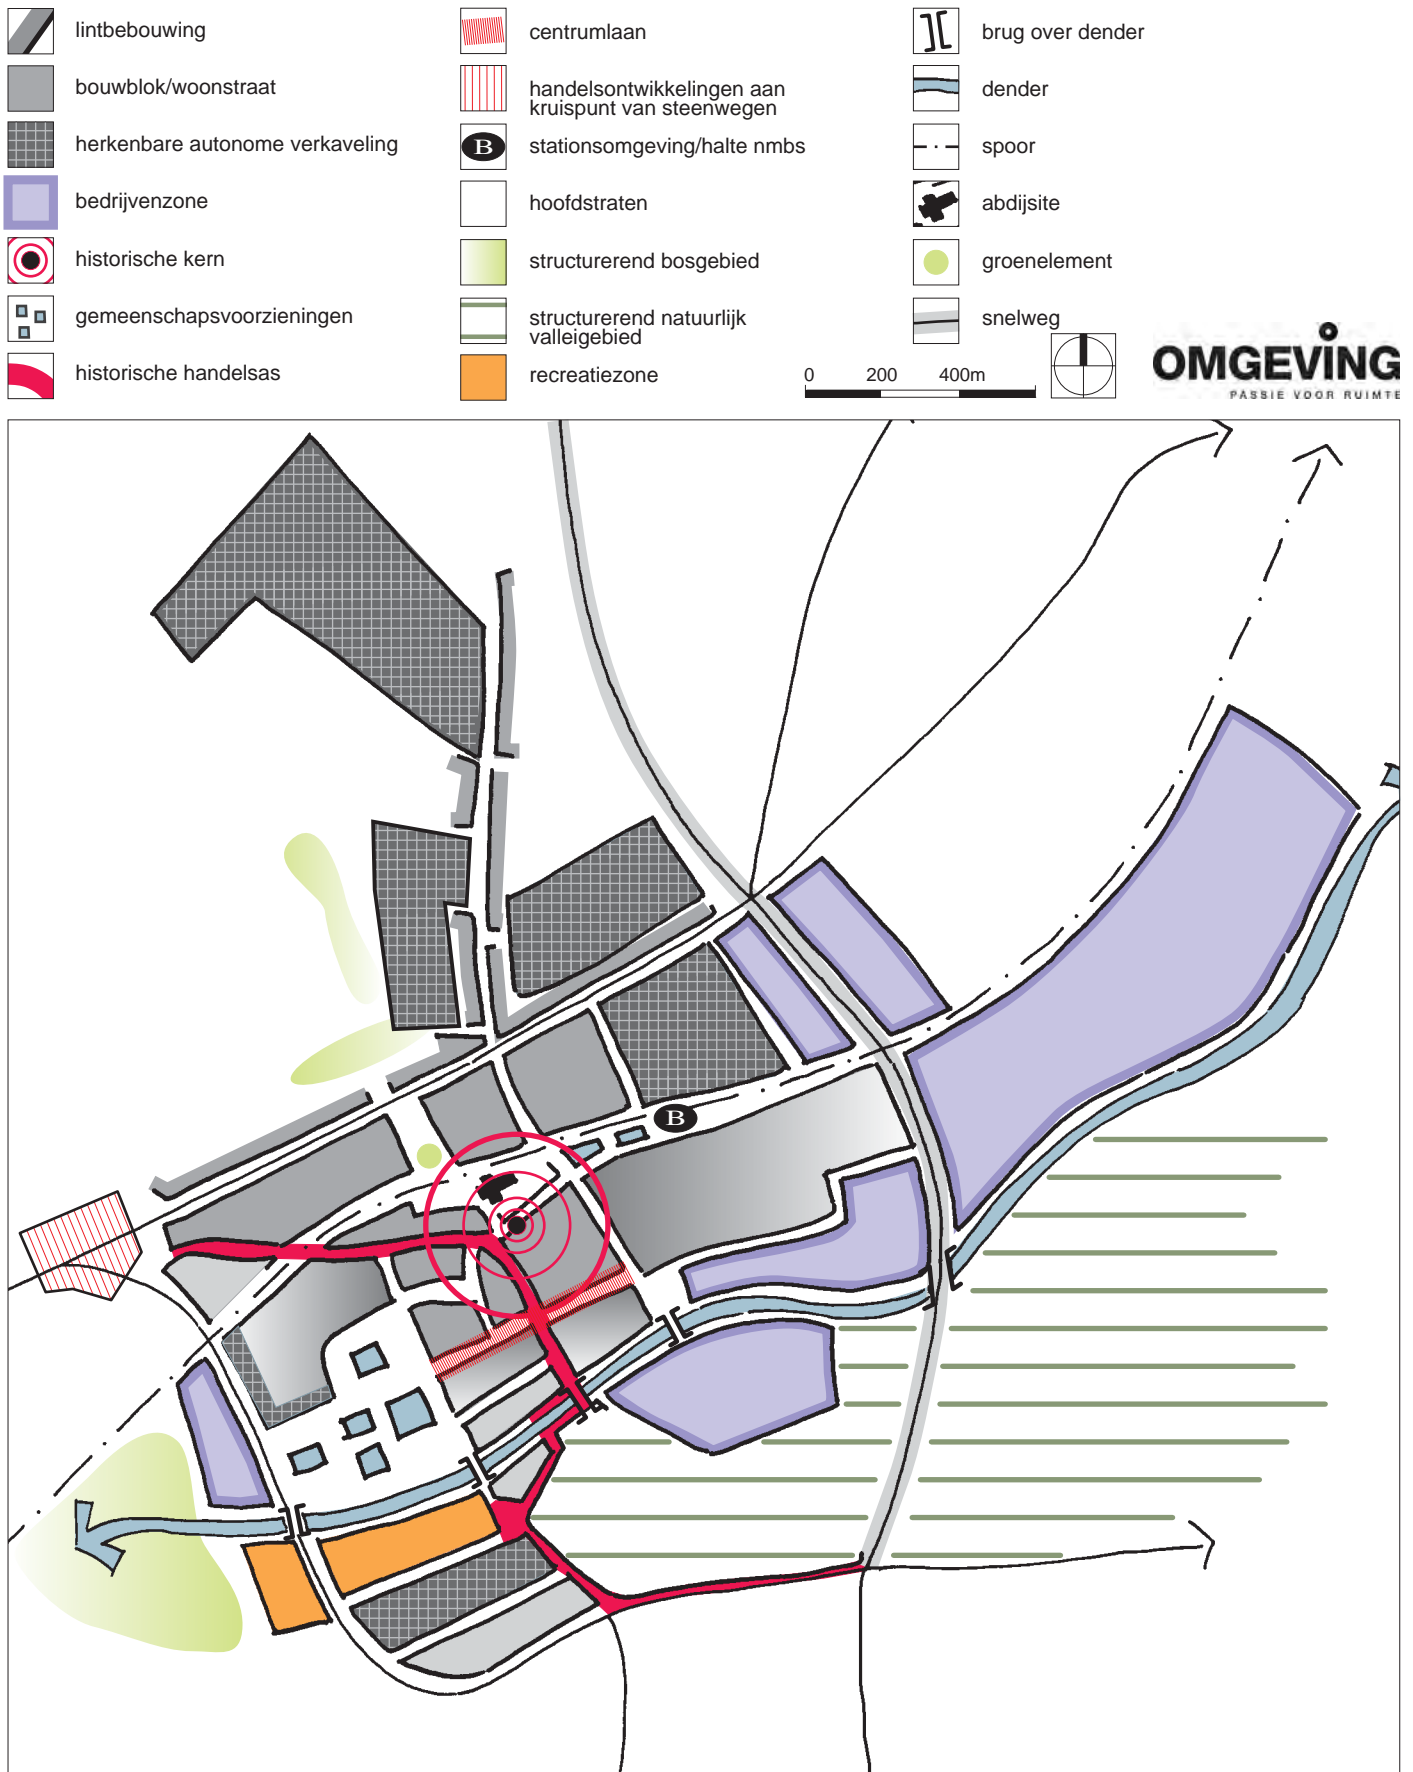 lintbebouwing
bouwblok/woonstraat
herkenbare autonome verkaveling
bedrijvenzone
historische kern
gemeenschapsvoorzieningen
historische handelsas
centrumlaan
handelsontwikkelingen aan
kruispunt van steenwegen
B
stationsomgeving/halte nmbs
hoofdstraten
structurerend bosgebied
structurerend natuurlijk
valleigebied
recreatiezone
brug over dender
dender
spoor
abdijsite
groenelement
snelweg
0 200 400m
OMGEVING
PASSIE VOOR RUIMTE
B